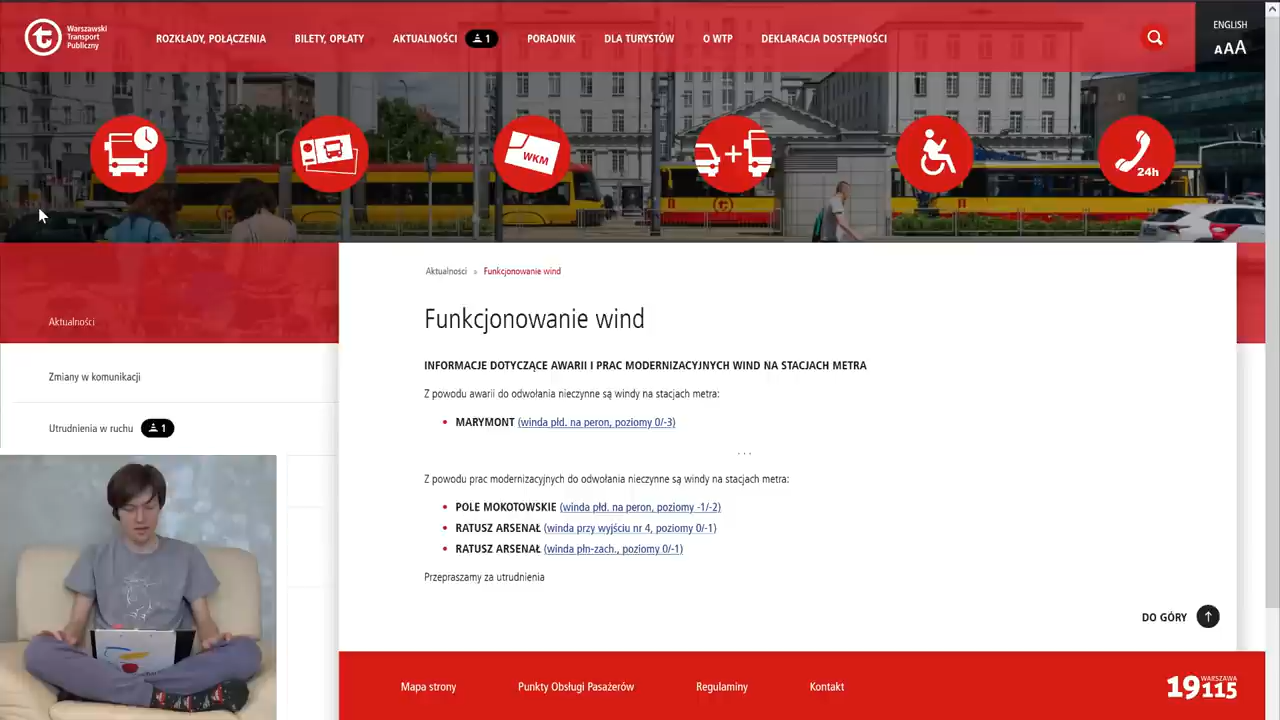 Warszawski
Transport
Publiczny
ROZKŁADY, POŁĄCZENIA
BILETY, OPŁATY
AKTUALNOŚCI 1
PORADNIK
DLA TURYSTÓW
O WTP
DEKLARACJA DOSTĘPNOŚCI
ENGLISH
AAA
WKM
24h
Aktualności
Zmiany w komunikacji
Utrudnienia w ruchu 1
Aktualności » Funkcjonowanie wind
Funkcjonowanie wind
INFORMACJE DOTYCZĄCE AWARII I PRAC MODERNIZACYJNYCH WIND NA STACJACH METRA
Z powodu awarii do odwołania nieczynne są windy na stacjach metra:
• MARYMONT (winda płd. na peron, poziomy 0/-3)
. . .
Z powodu prac modernizacyjnych do odwołania nieczynne są windy na stacjach metra:
• POLE MOKOTOWSKIE (winda płd. na peron, poziomy -1/-2)
• RATUSZ ARSENAŁ (winda przy wyjściu nr 4, poziomy 0/-1)
• RATUSZ ARSENAŁ (winda płn-zach., poziomy 0/-1)
Przepraszamy za utrudnienia
DO GÓRY
Mapa strony
Punkty Obsługi Pasażerów
Regulaminy
Kontakt
19115 WARSZAWA